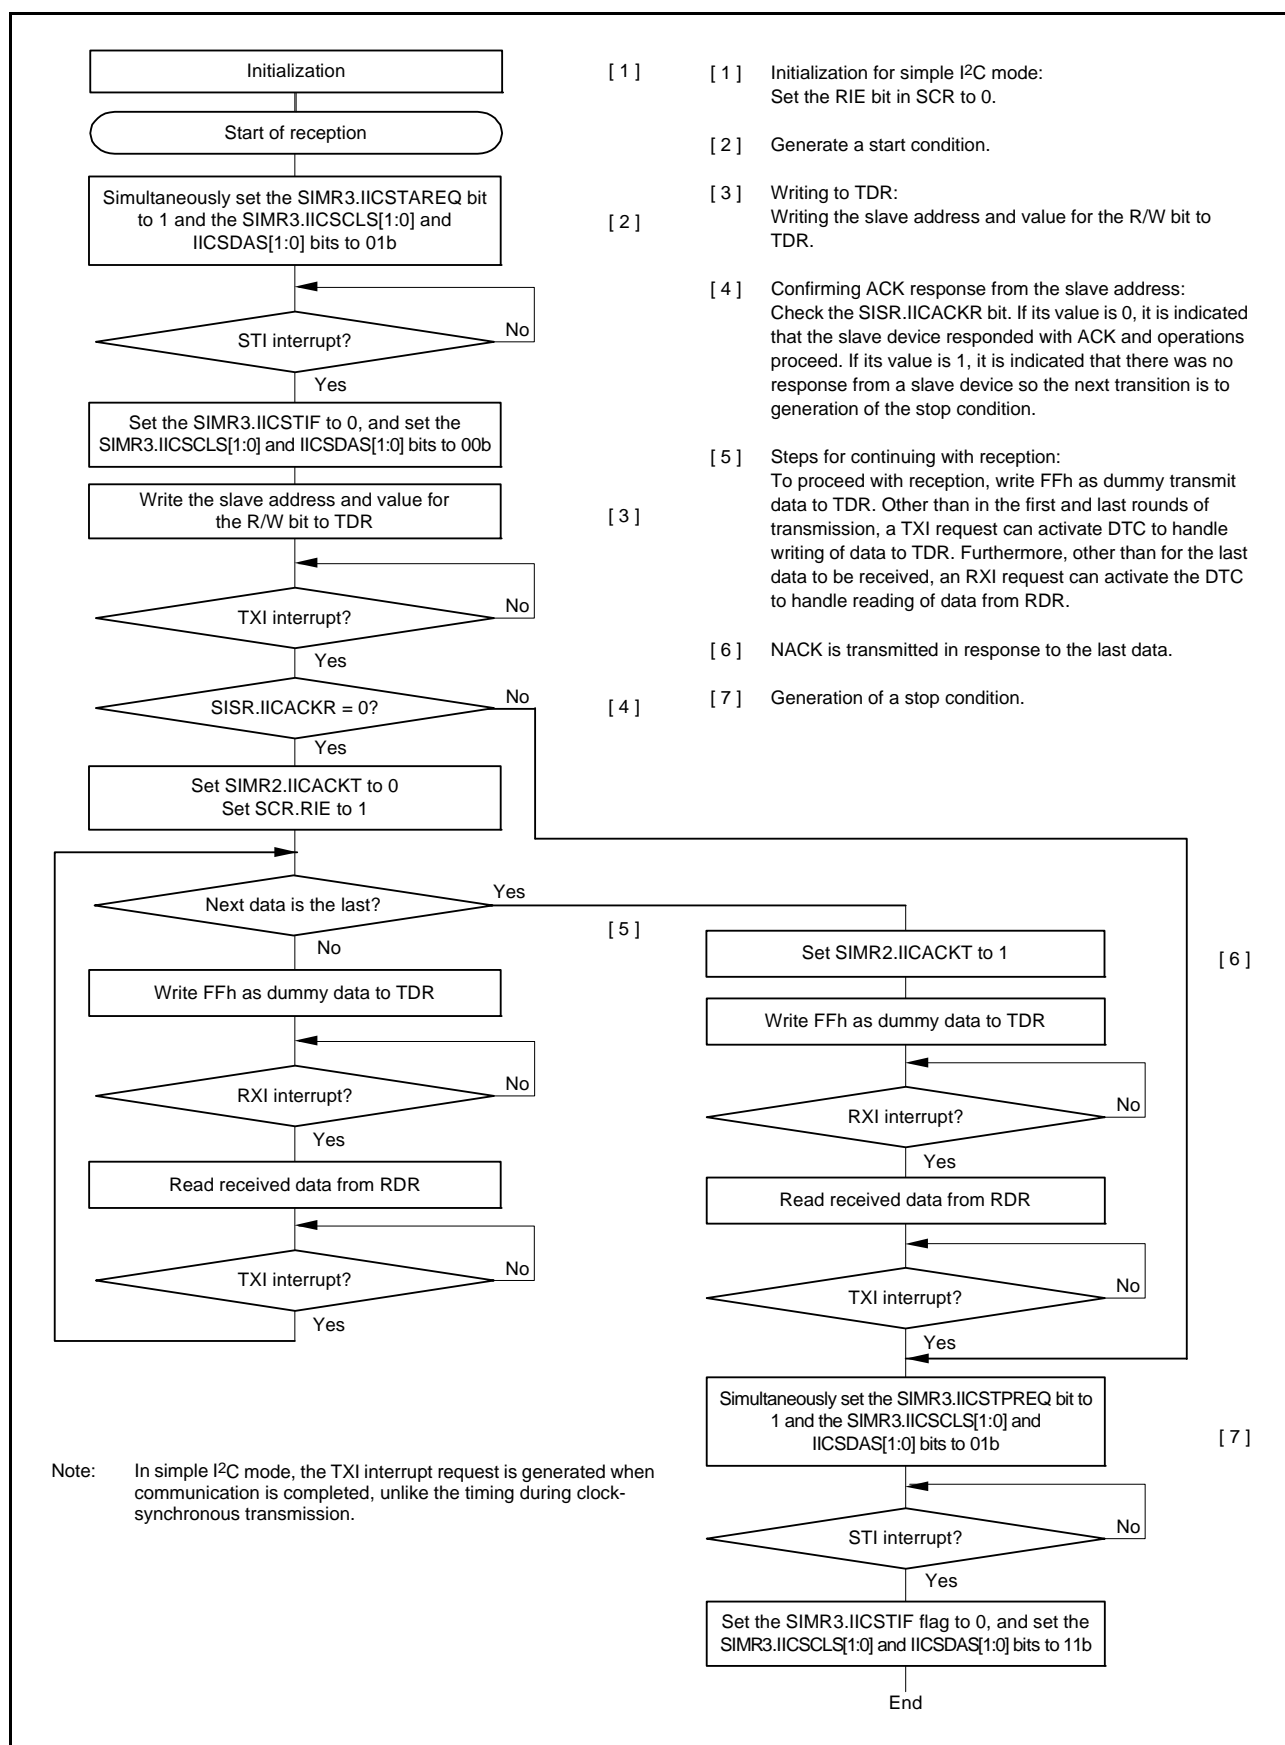 Initialization
[ 1 ]
Start of reception
Simultaneously set the SIMR3.IICSTAREQ bit
to 1 and the SIMR3.IICSCLS[1:0] and
IICSDAS[1:0] bits to 01b
[ 2 ]
No
STI interrupt?
Yes
Set the SIMR3.IICSTIF to 0, and set the
SIMR3.IICSCLS[1:0] and IICSDAS[1:0] bits to 00b
Write the slave address and value for
the R/W bit to TDR
[ 3 ]
No
TXI interrupt?
Yes
No
SISR.IICACKR = 0?
[ 4 ]
Yes
Set SIMR2.IICACKT to 0
Set SCR.RIE to 1
Yes
Next data is the last?
[ 5 ]
No
Write FFh as dummy data to TDR
No
RXI interrupt?
Yes
Read received data from RDR
No
TXI interrupt?
Yes
[ 1 ] Initialization for simple I2C mode:
Set the RIE bit in SCR to 0.
[ 2 ] Generate a start condition.
[ 3 ] Writing to TDR:
Writing the slave address and value for the R/W bit to
TDR.
[ 4 ] Confirming ACK response from the slave address:
Check the SISR.IICACKR bit. If its value is 0, it is indicated
that the slave device responded with ACK and operations
proceed. If its value is 1, it is indicated that there was no
response from a slave device so the next transition is to
generation of the stop condition.
[ 5 ] Steps for continuing with reception:
To proceed with reception, write FFh as dummy transmit
data to TDR. Other than in the first and last rounds of
transmission, a TXI request can activate DTC to handle
writing of data to TDR. Furthermore, other than for the last
data to be received, an RXI request can activate the DTC
to handle reading of data from RDR.
[ 6 ] NACK is transmitted in response to the last data.
[ 7 ] Generation of a stop condition.
Set SIMR2.IICACKT to 1
[ 6 ]
Write FFh as dummy data to TDR
No
RXI interrupt?
Yes
Read received data from RDR
No
TXI interrupt?
Yes
Simultaneously set the SIMR3.IICSTPREQ bit to
1 and the SIMR3.IICSCLS[1:0] and
IICSDAS[1:0] bits to 01b
[ 7 ]
No
STI interrupt?
Yes
Set the SIMR3.IICSTIF flag to 0, and set the
SIMR3.IICSCLS[1:0] and IICSDAS[1:0] bits to 11b
End
Note: In simple I2C mode, the TXI interrupt request is generated when
communication is completed, unlike the timing during clock-
synchronous transmission.